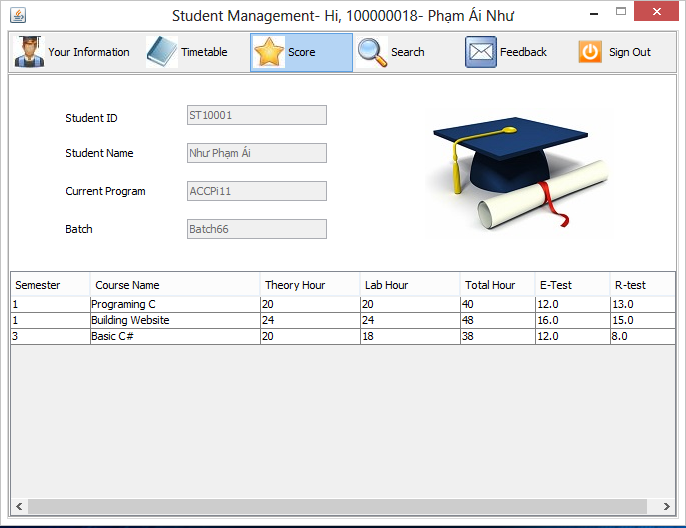 Student Management- Hi, 100000018- Phạm Ái Như
Your Information Timetable Score Search Feedback Sign Out
Student ID ST10001
Student Name Như Phạm Ái
Current Program ACCPi11
Batch Batch66
Semester Course Name Theory Hour Lab Hour Total Hour E-Test R-test
1 Programing C 20 20 40 12.0 13.0
1 Building Website 24 24 48 16.0 15.0
3 Basic C# 20 18 38 12.0 8.0